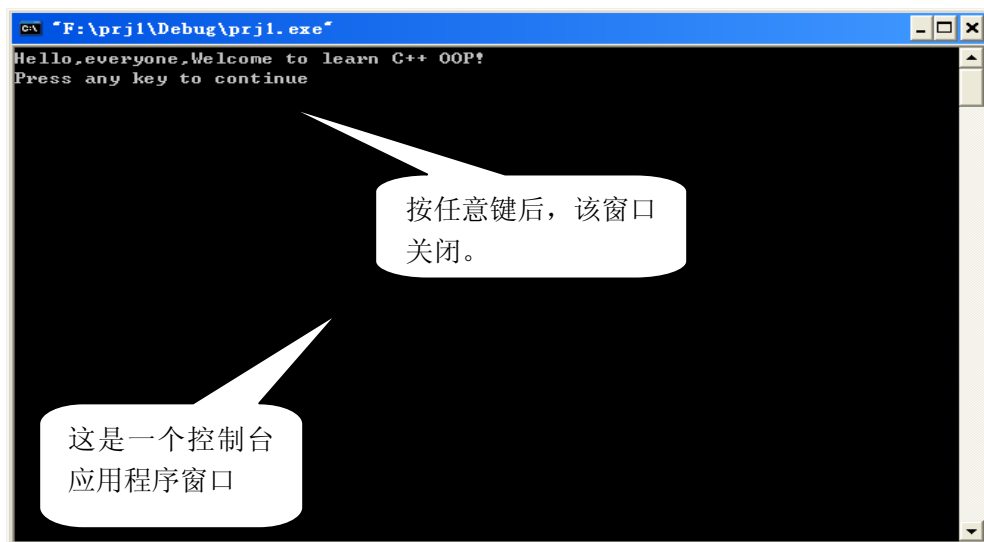 "F:\prj1\Debug\prj1.exe"
Hello,everyone,Welcome to learn C++ OOP!
Press any key to continue
按任意键后，该窗口
关闭。
这是一个控制台
应用程序窗口